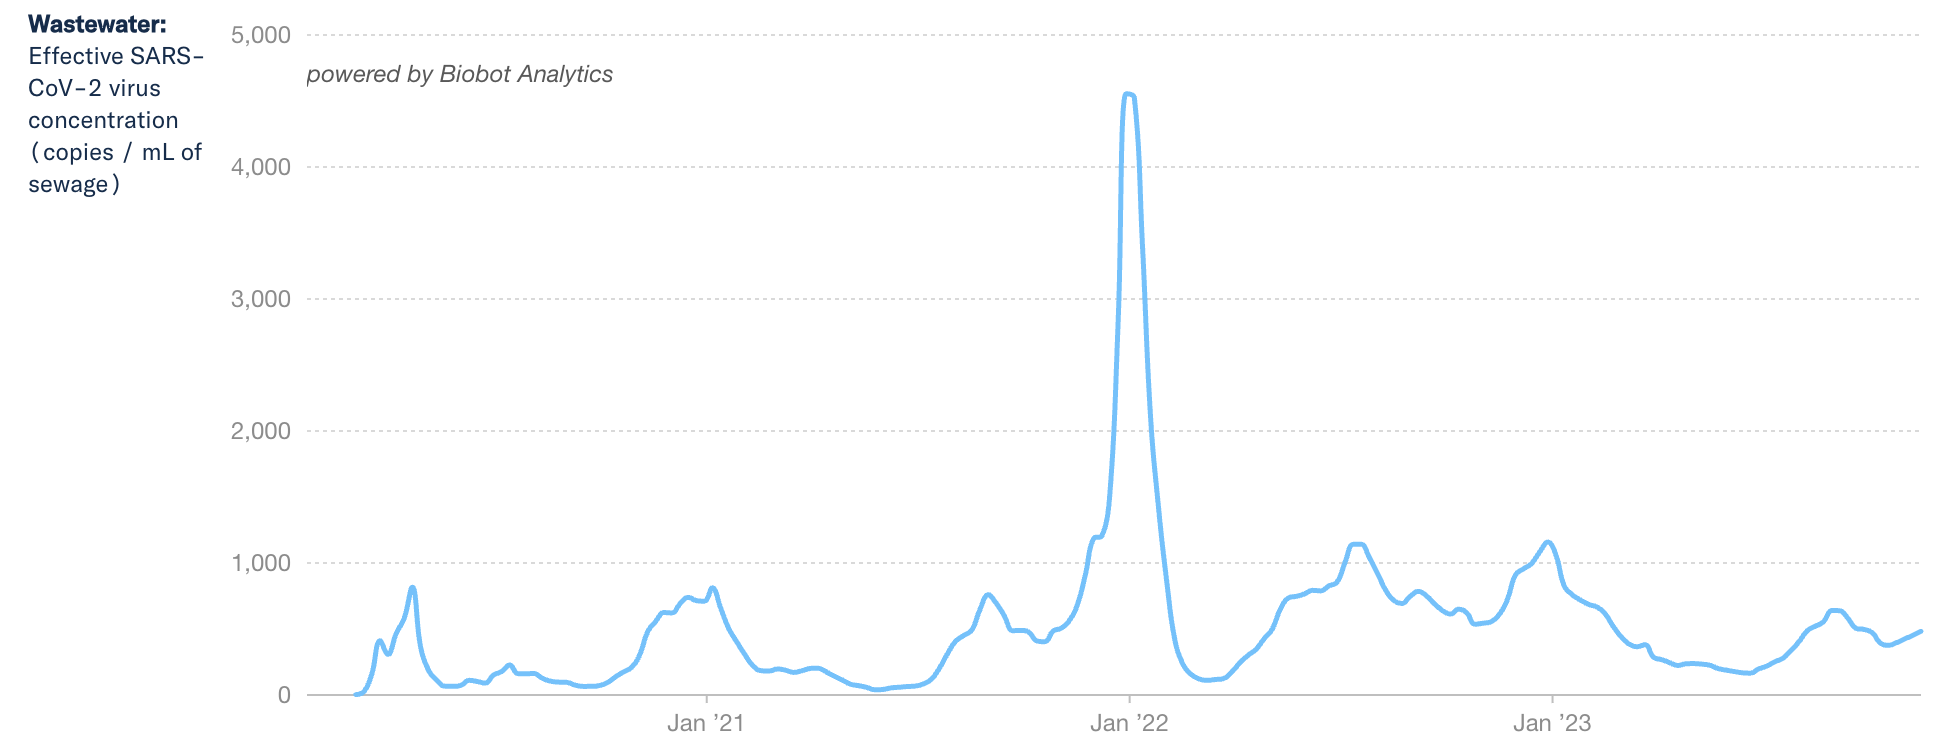 Wastewater:
Effective SARS-
CoV-2 virus
concentration
(copies / mL of
sewage)
5,000
powered by Biobot Analytics
4,000
3,000
2,000
1,000
0
Jan ’21
Jan ’22
Jan ’23